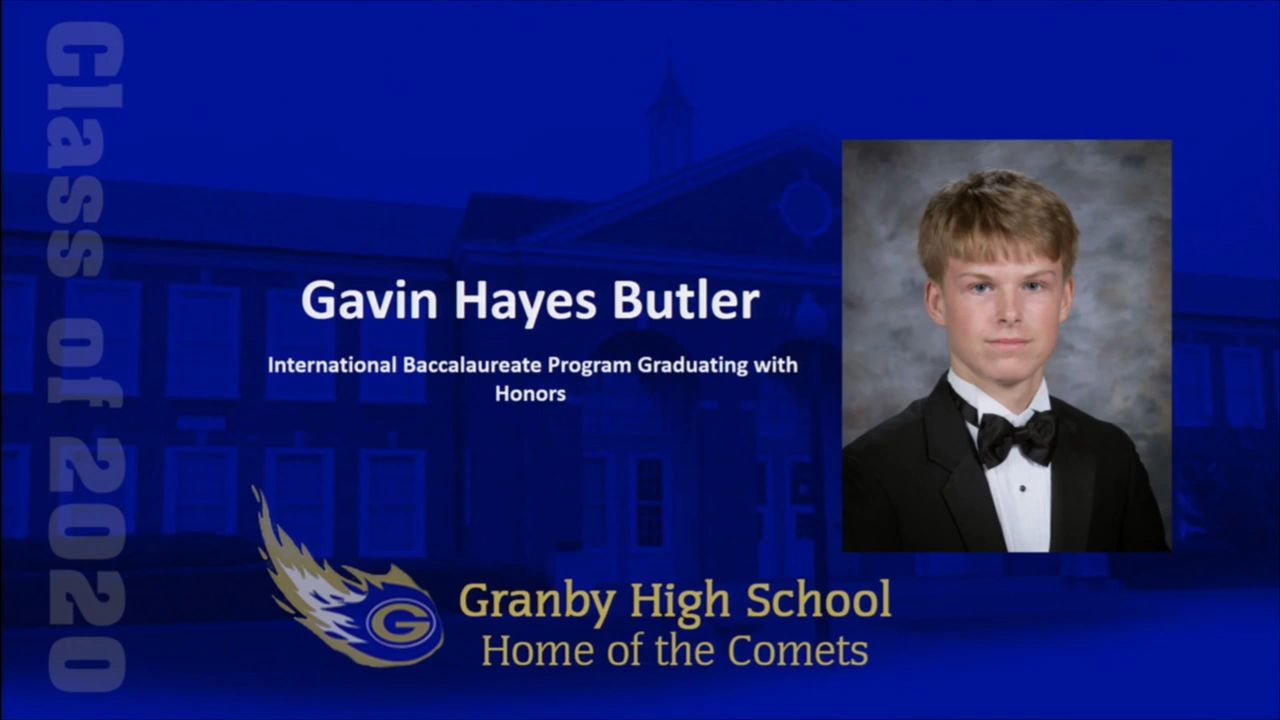 Class of 2020
Gavin Hayes Butler
International Baccalaureate Program Graduating with
Honors
G
Granby High School
Home of the Comets